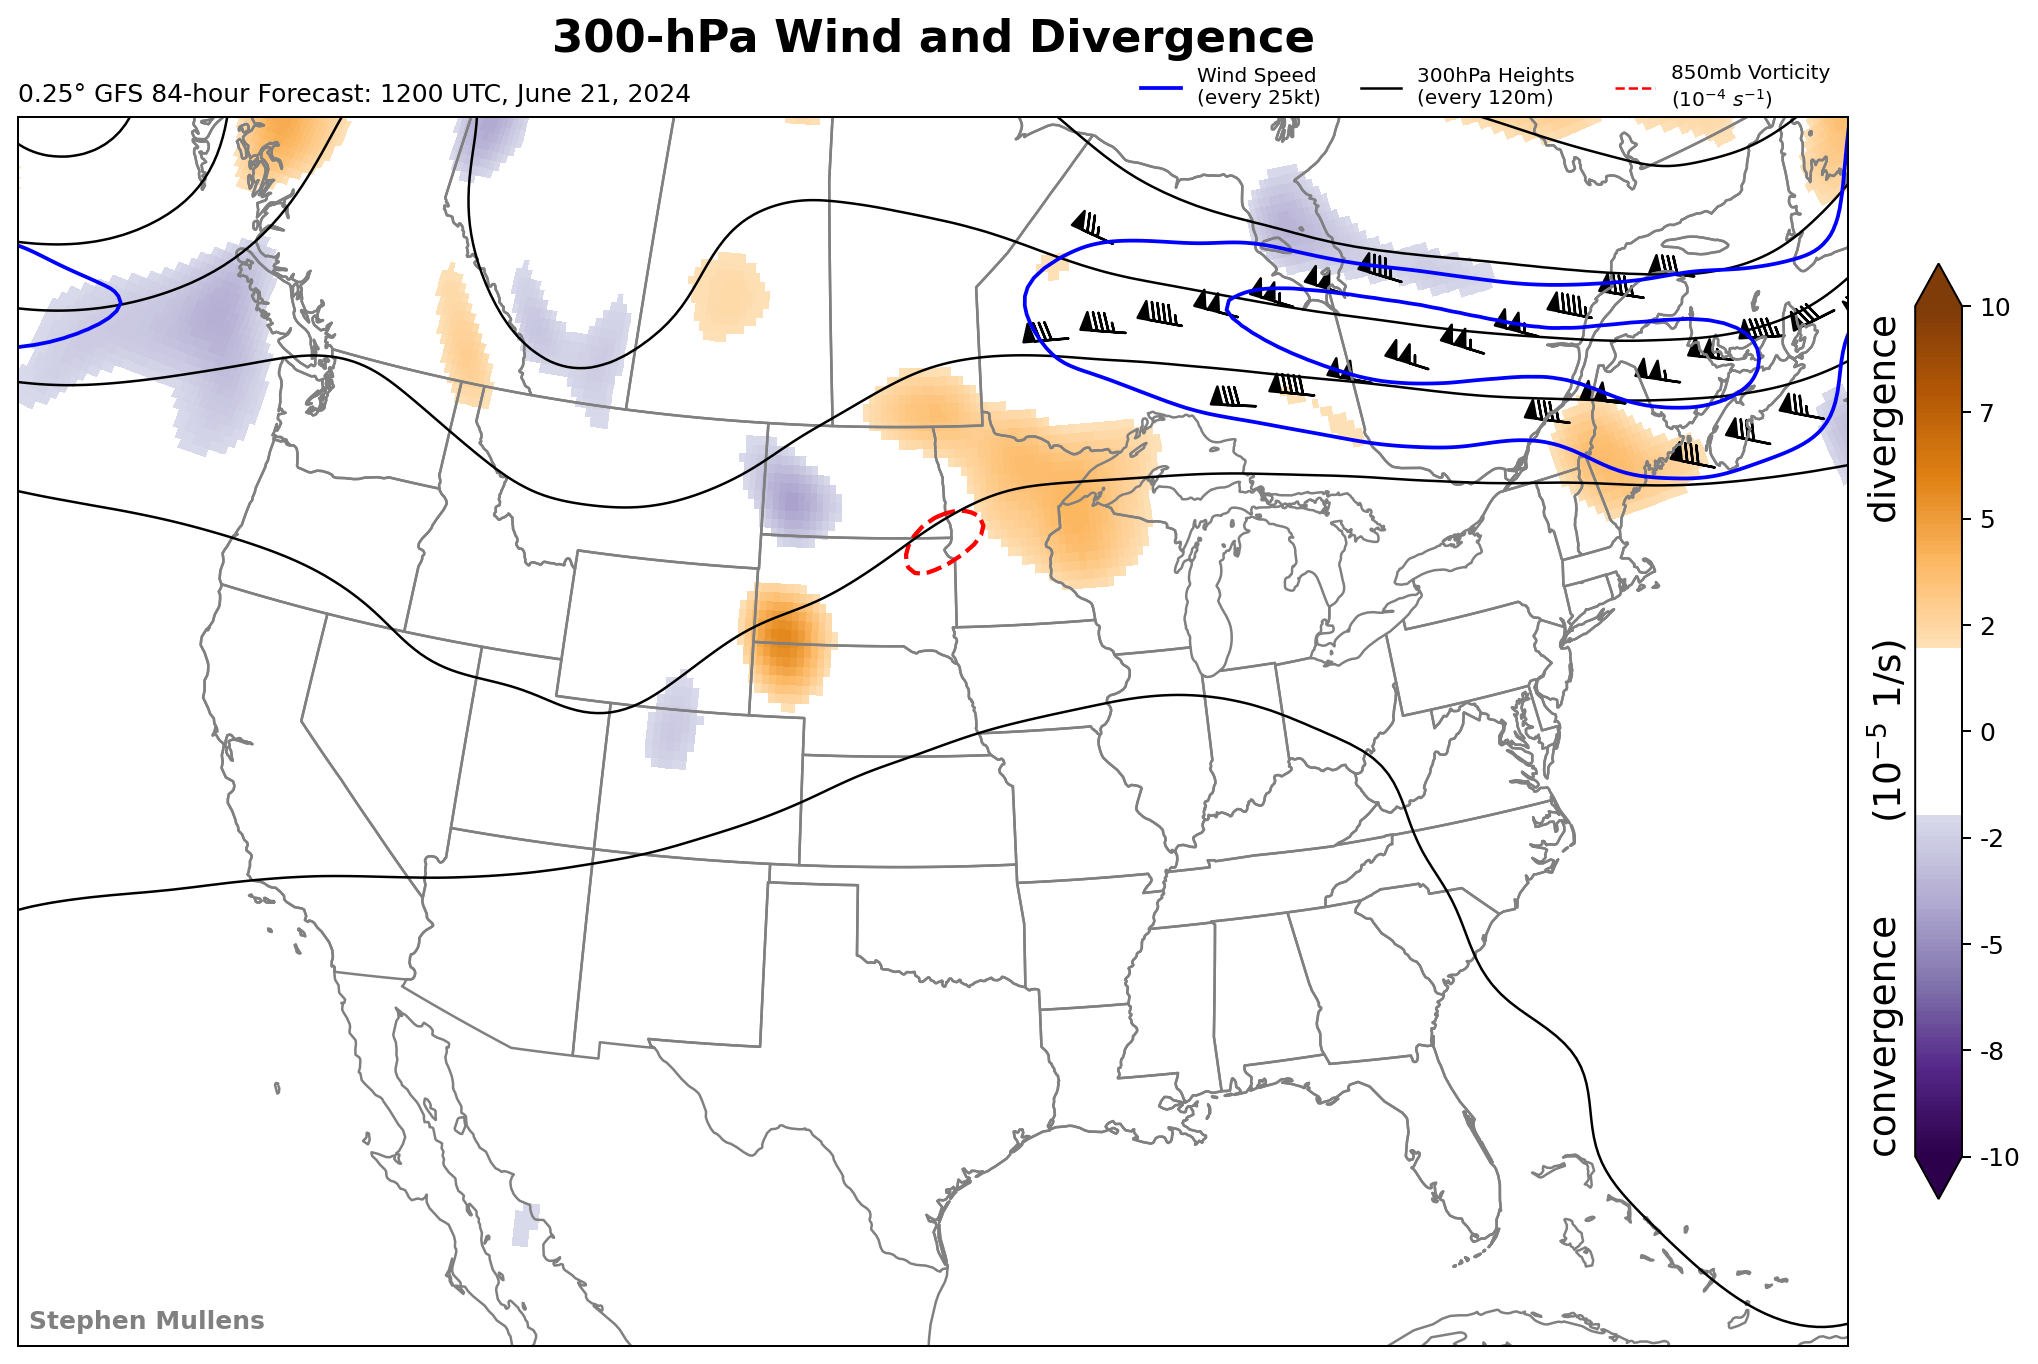 300-hPa Wind and Divergence
0.25° GFS 84-hour Forecast: 1200 UTC, June 21, 2024
Wind Speed
(every 25kt)
300hPa Heights
(every 120m)
850mb Vorticity
(10⁻⁴ s⁻¹)
10
7
5
2
0
-2
-5
-8
-10
convergence (10⁻⁵ 1/s) divergence
Stephen Mullens